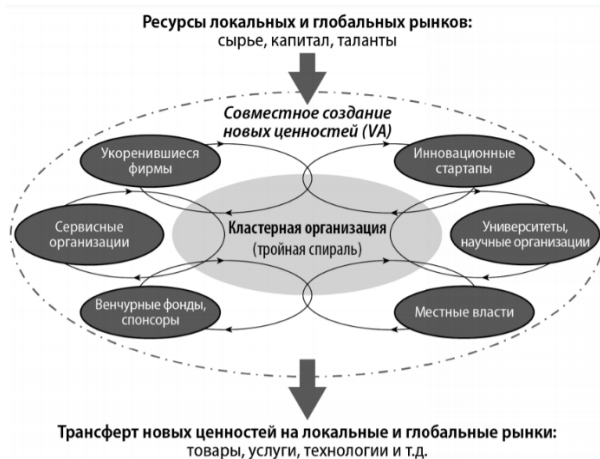 Ресурсы локальных и глобальных рынков:
сырье, капитал, таланты
Совместное создание
новых ценностей (VA)
Укоренившиеся
фирмы
Инновационные
стартапы
Сервисные
организации
Кластерная организация
(тройная спираль)
Университеты,
научные организации
Венчурные фонды,
спонсоры
Местные власти
Трансферт новых ценностей на локальные и глобальные рынки:
товары, услуги, технологии и т.д.